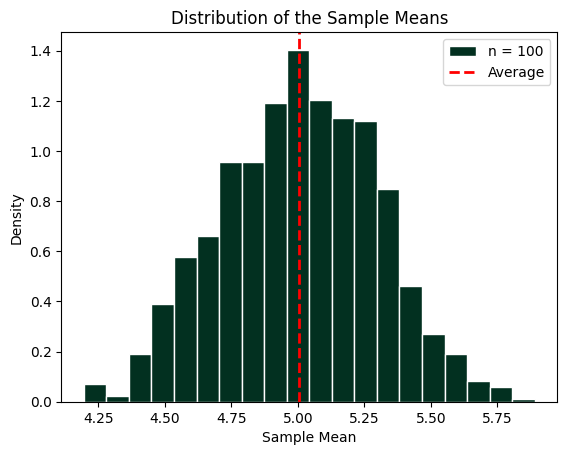 Distribution of the Sample Means
n = 100
Average
Density
1.4
1.2
1.0
0.8
0.6
0.4
0.2
0.0
4.25 4.50 4.75 5.00 5.25 5.50 5.75
Sample Mean